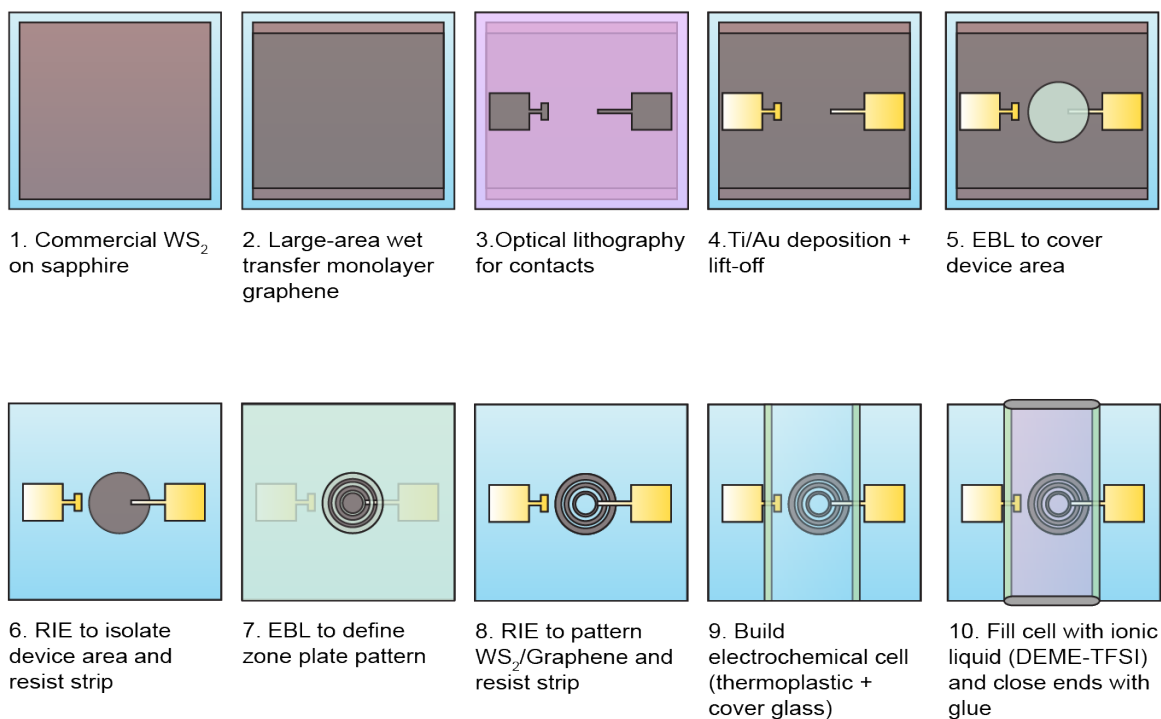 1. Commercial WS2
on sapphire
2. Large-area wet
transfer monolayer
graphene
3.Optical lithography
for contacts
4.Ti/Au deposition +
lift-off
5. EBL to cover
device area
6. RIE to isolate
device area and
resist strip
7. EBL to define
zone plate pattern
8. RIE to pattern
WS2/Graphene and
resist strip
9. Build
electrochemical cell
(thermoplastic +
cover glass)
10. Fill cell with ionic
liquid (DEME-TFSI)
and close ends with
glue